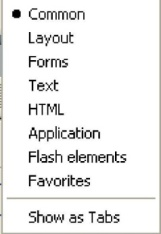 Common
Layout
Forms
Text
HTML
Application
Flash elements
Favorites
Show as Tabs